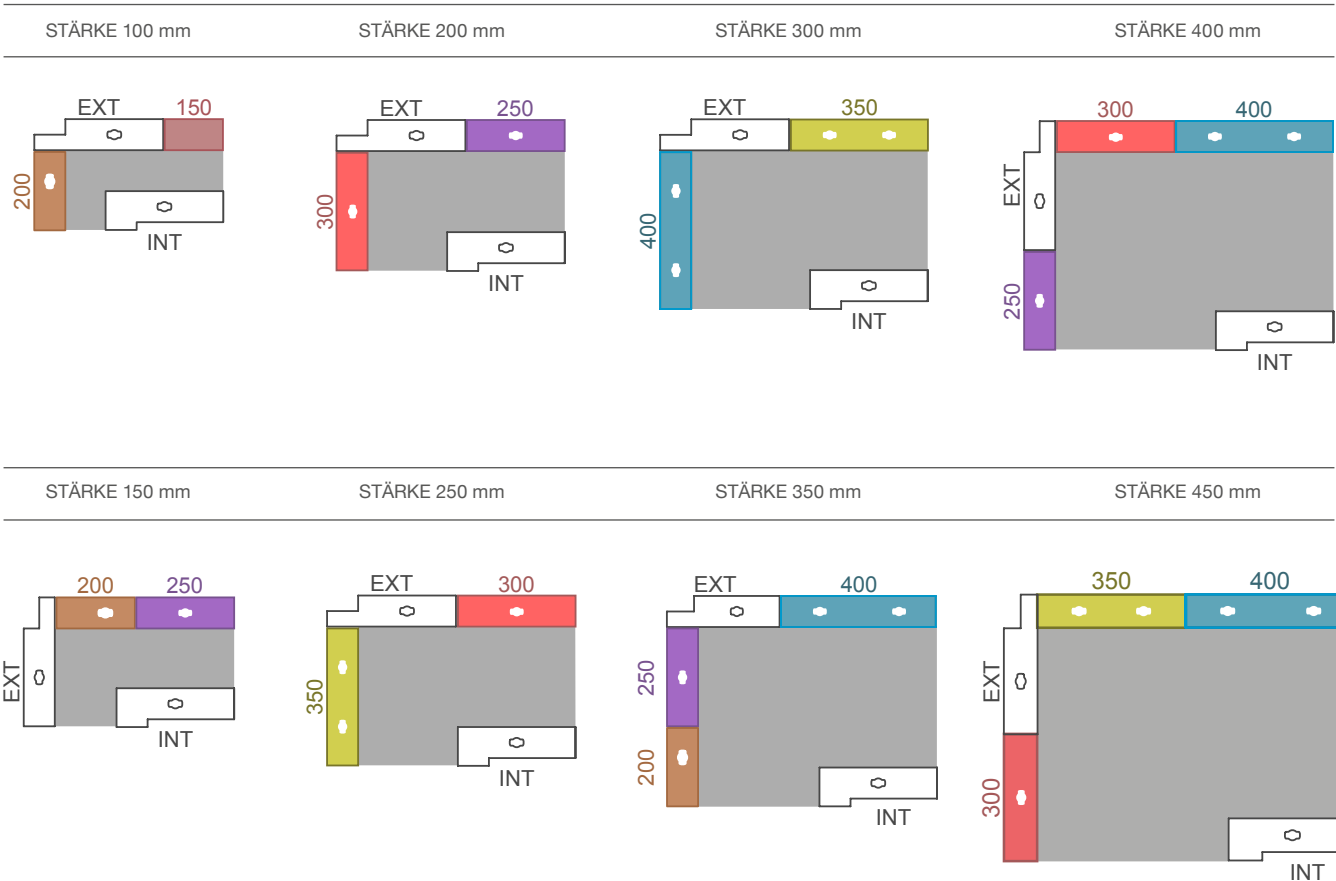 STÄRKE 100 mm
STÄRKE 200 mm
STÄRKE 300 mm
STÄRKE 400 mm
EXT 150
200
INT
EXT 250
300
INT
EXT 350
400
INT
300 400
EXT
250
INT
STÄRKE 150 mm
STÄRKE 250 mm
STÄRKE 350 mm
STÄRKE 450 mm
200 250
EXT
INT
EXT 300
350
INT
EXT 400
250
200
INT
350 400
EXT
300
INT